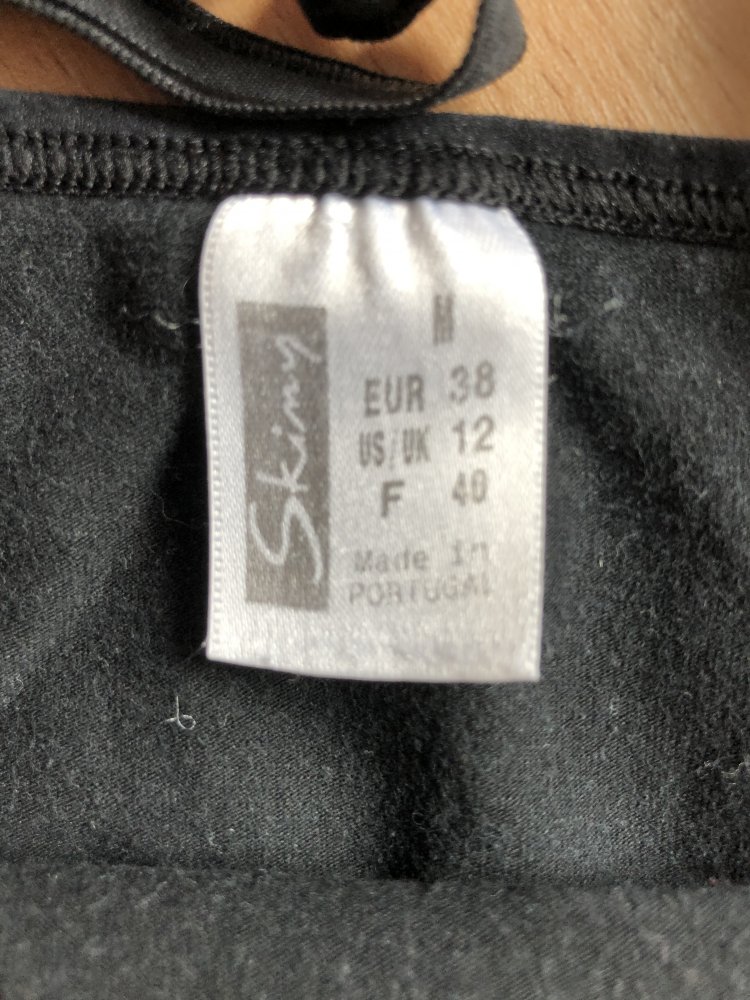 Skiny
M
EUR 38
US/UK 12
F 40
Made in
PORTUGAL